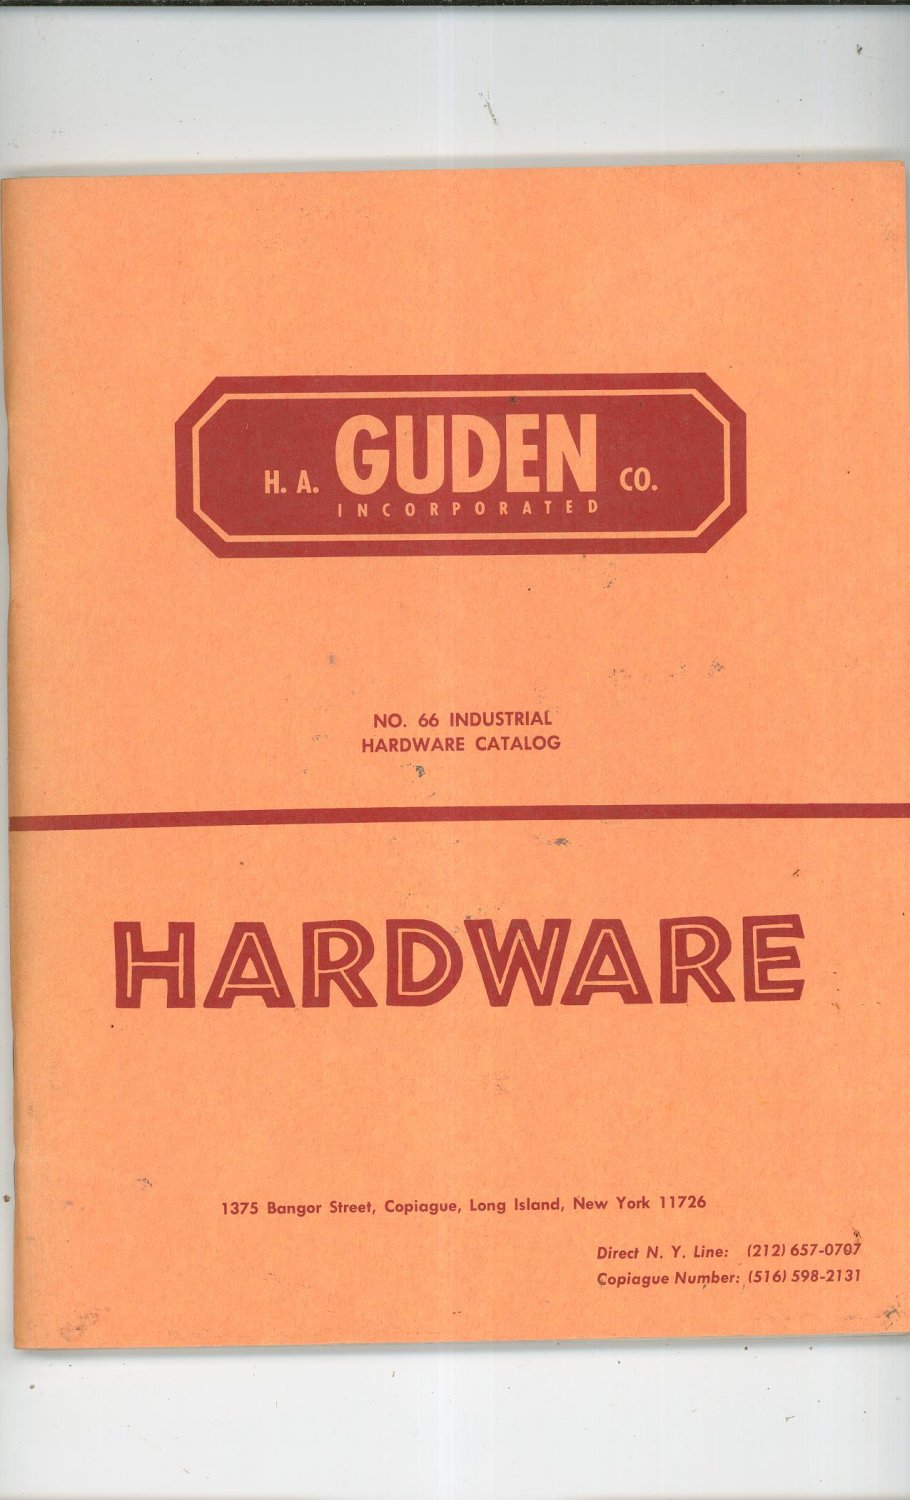 H. A. GUDEN CO.
INCORPORATED
NO. 66 INDUSTRIAL
HARDWARE CATALOG
HARDWARE
1375 Bangor Street, Copiague, Long Island, New York 11726
Direct N. Y. Line: (212) 657-0707
Copiague Number: (516) 598-2131